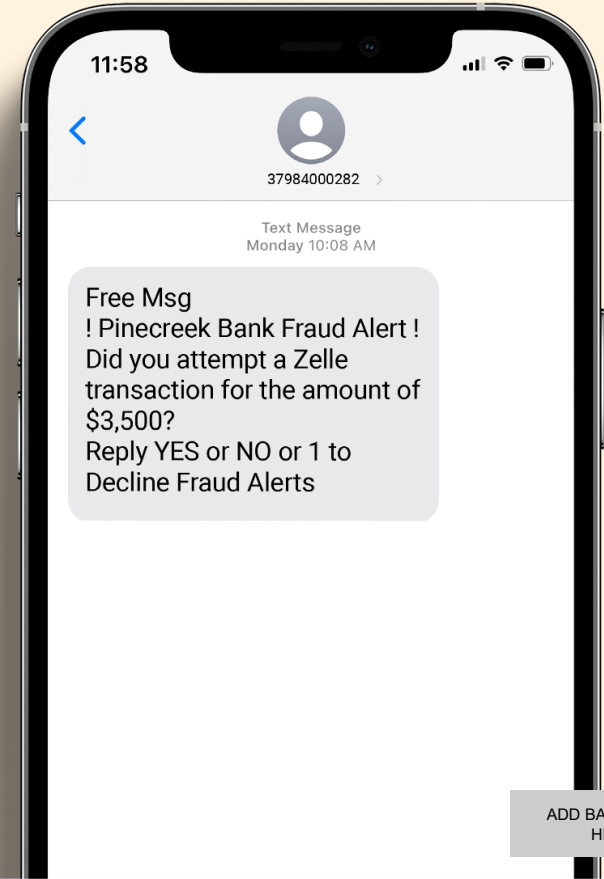 11:58
37984000282
Text Message
Monday 10:08 AM
Free Msg
! Pinecreek Bank Fraud Alert !
Did you attempt a Zelle
transaction for the amount of
$3,500?
Reply YES or NO or 1 to
Decline Fraud Alerts
ADD